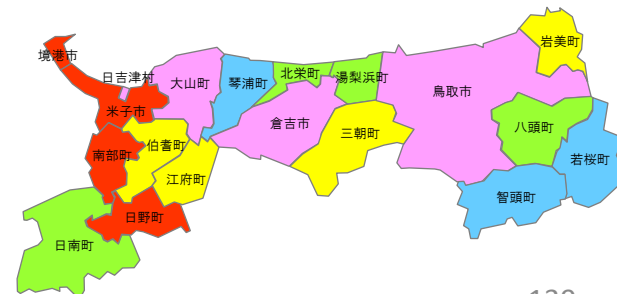 岩美町
境港市
日吉津村
大山町
琴浦町
北栄町
湯梨浜町
鳥取市
米子市
倉吉市
三朝町
八頭町
南部町
伯耆町
若桜町
江府町
智頭町
日野町
日南町